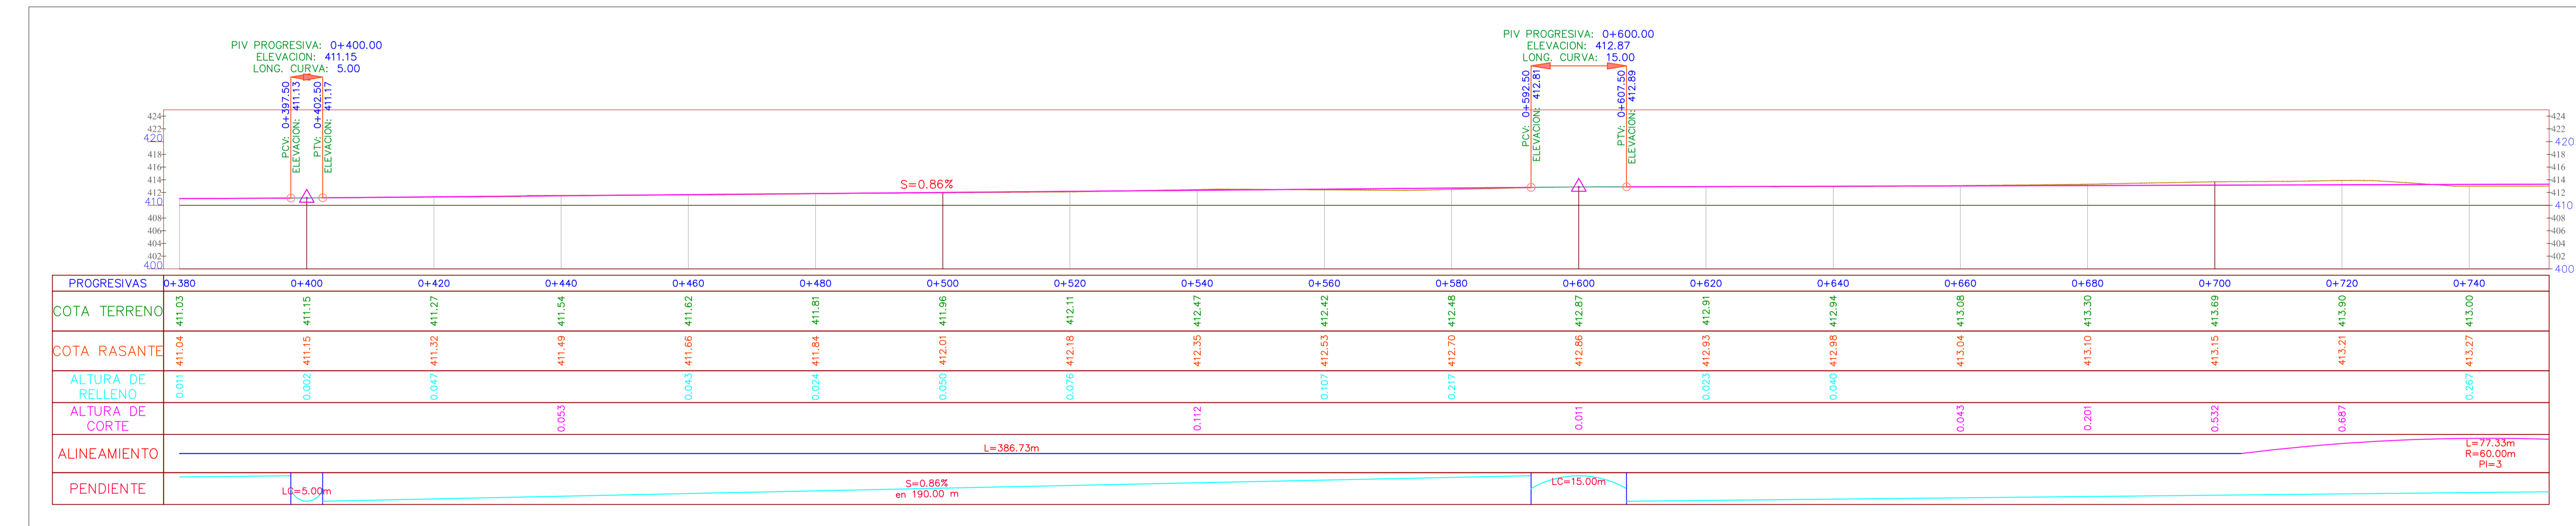 PIV PROGRESIVA: 0+400.00
ELEVACION: 411.15
LONG. CURVA: 5.00
PCV: 0+397.50
ELEVACION: 411.13
PTV: 0+402.50
ELEVACION: 411.17
PIV PROGRESIVA: 0+600.00
ELEVACION: 412.87
LONG. CURVA: 15.00
PCV: 0+592.50
ELEVACION: 412.81
PTV: 0+607.50
ELEVACION: 412.89
424 424
422 422
420 420
418 418
416 416
414 414
412 412
410 410
408 408
406 406
404 404
402 402
400 400
S=0.86%
PROGRESIVAS 0+380 0+400 0+420 0+440 0+460 0+480 0+500 0+520 0+540 0+560 0+580 0+600 0+620 0+640 0+660 0+680 0+700 0+720 0+740
COTA TERRENO 411.03 411.15 411.27 411.54 411.62 411.81 411.96 412.11 412.47 412.42 412.48 412.87 412.91 412.94 413.08 413.30 413.69 413.90 413.00
COTA RASANTE 411.04 411.15 411.32 411.49 411.66 411.84 412.01 412.18 412.35 412.53 412.70 412.86 412.93 412.98 413.04 413.10 413.15 413.21 413.27
ALTURA DE
RELLENO 0.011 0.002 0.047 0.043 0.024 0.050 0.076 0.107 0.217 0.023 0.040 0.267
ALTURA DE
CORTE 0.053 0.112 0.011 0.043 0.201 0.532 0.687
ALINEAMIENTO L=386.73m
L=77.33m
R=60.00m
PI=3
PENDIENTE LC=5.00m
S=0.86%
en 190.00 m
LC=15.00m